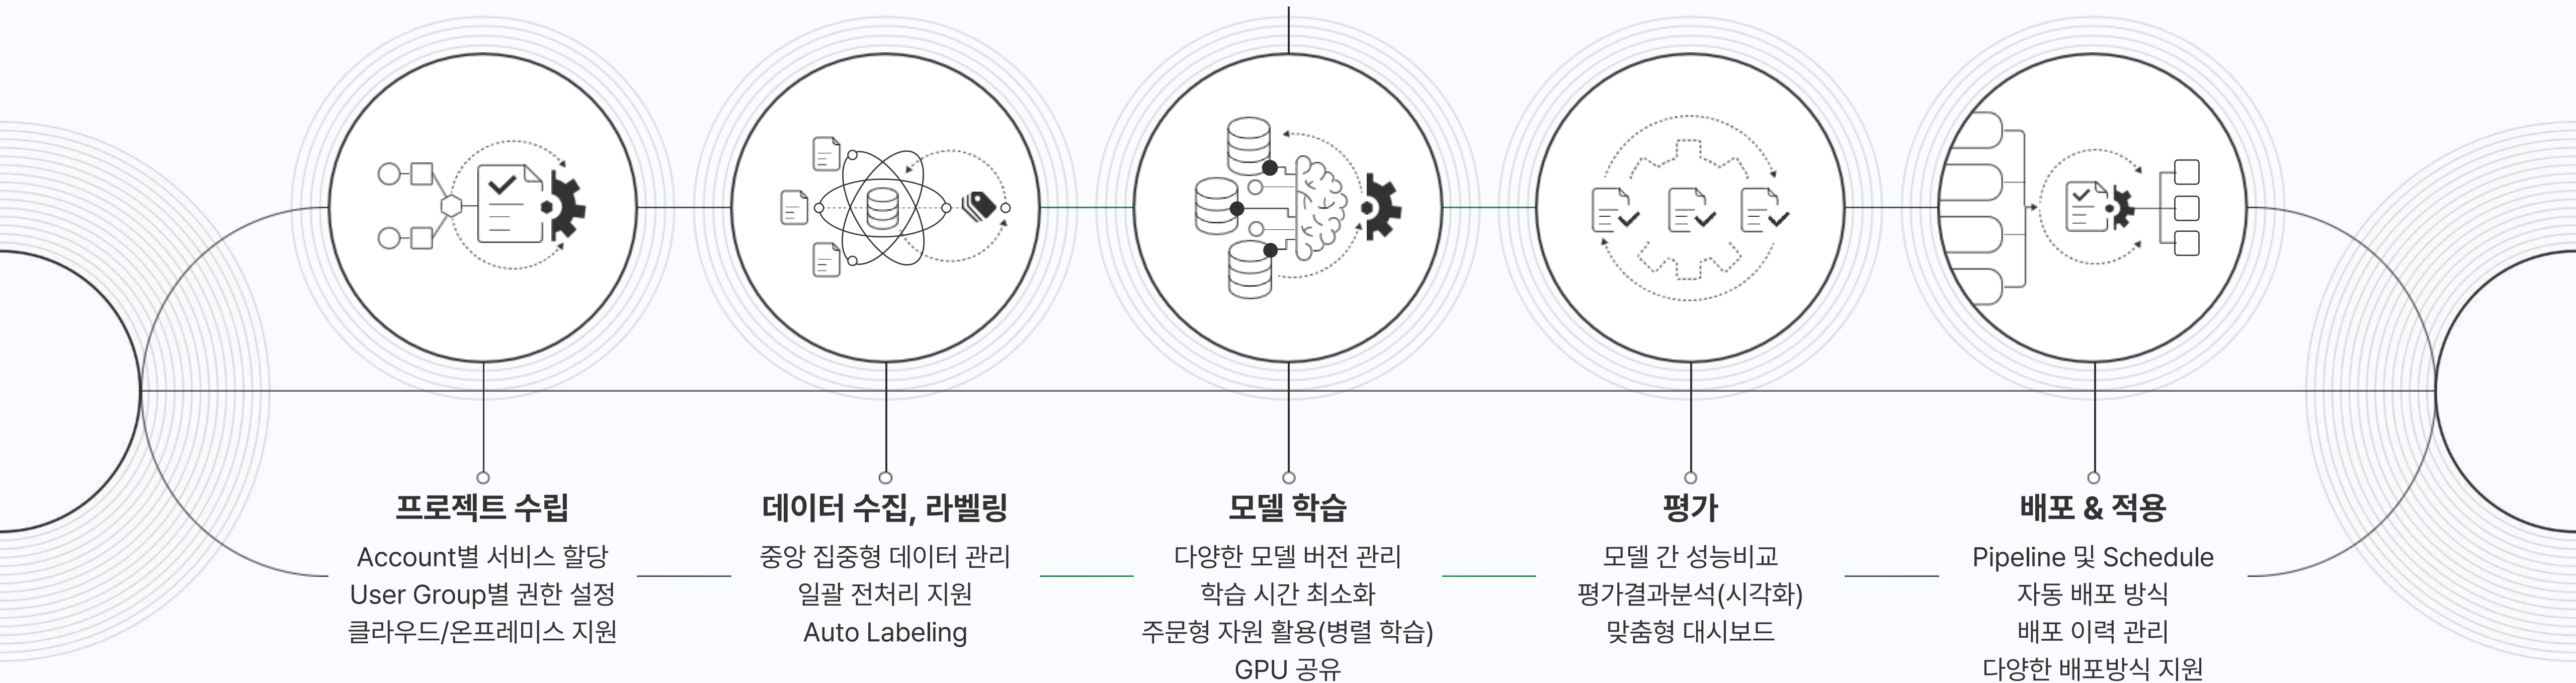 프로젝트 수립
Account별 서비스 할당
User Group별 권한 설정
클라우드/온프레미스 지원
데이터 수집, 라벨링
중앙 집중형 데이터 관리
일괄 전처리 지원
Auto Labeling
모델 학습
다양한 모델 버전 관리
학습 시간 최소화
주문형 자원 활용(병렬 학습)
GPU 공유
평가
모델 간 성능비교
평가결과분석(시각화)
맞춤형 대시보드
배포 & 적용
Pipeline 및 Schedule
자동 배포 방식
배포 이력 관리
다양한 배포방식 지원